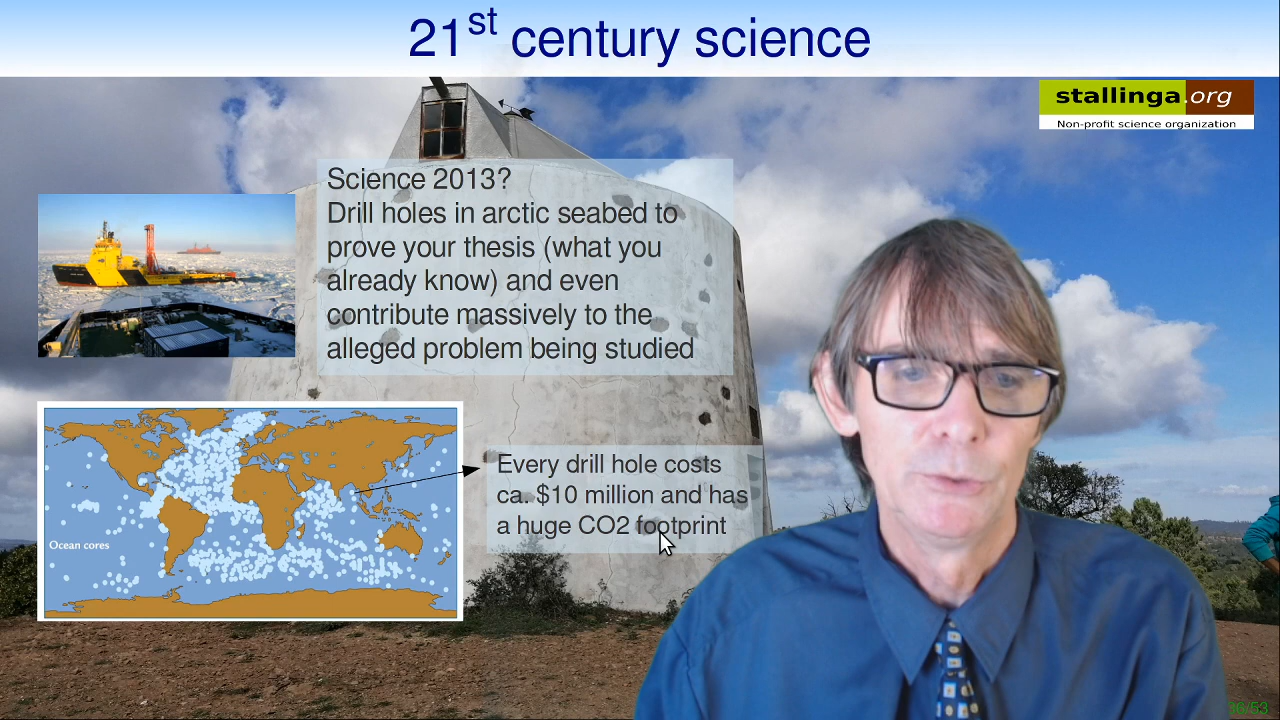 21st century science
stallinga.org
Non-profit science organization
Science 2013?
Drill holes in arctic seabed to
prove your thesis (what you
already know) and even
contribute massively to the
alleged problem being studied
Ocean cores
Every drill hole costs
ca. $10 million and has
a huge CO2 footprint
36/53